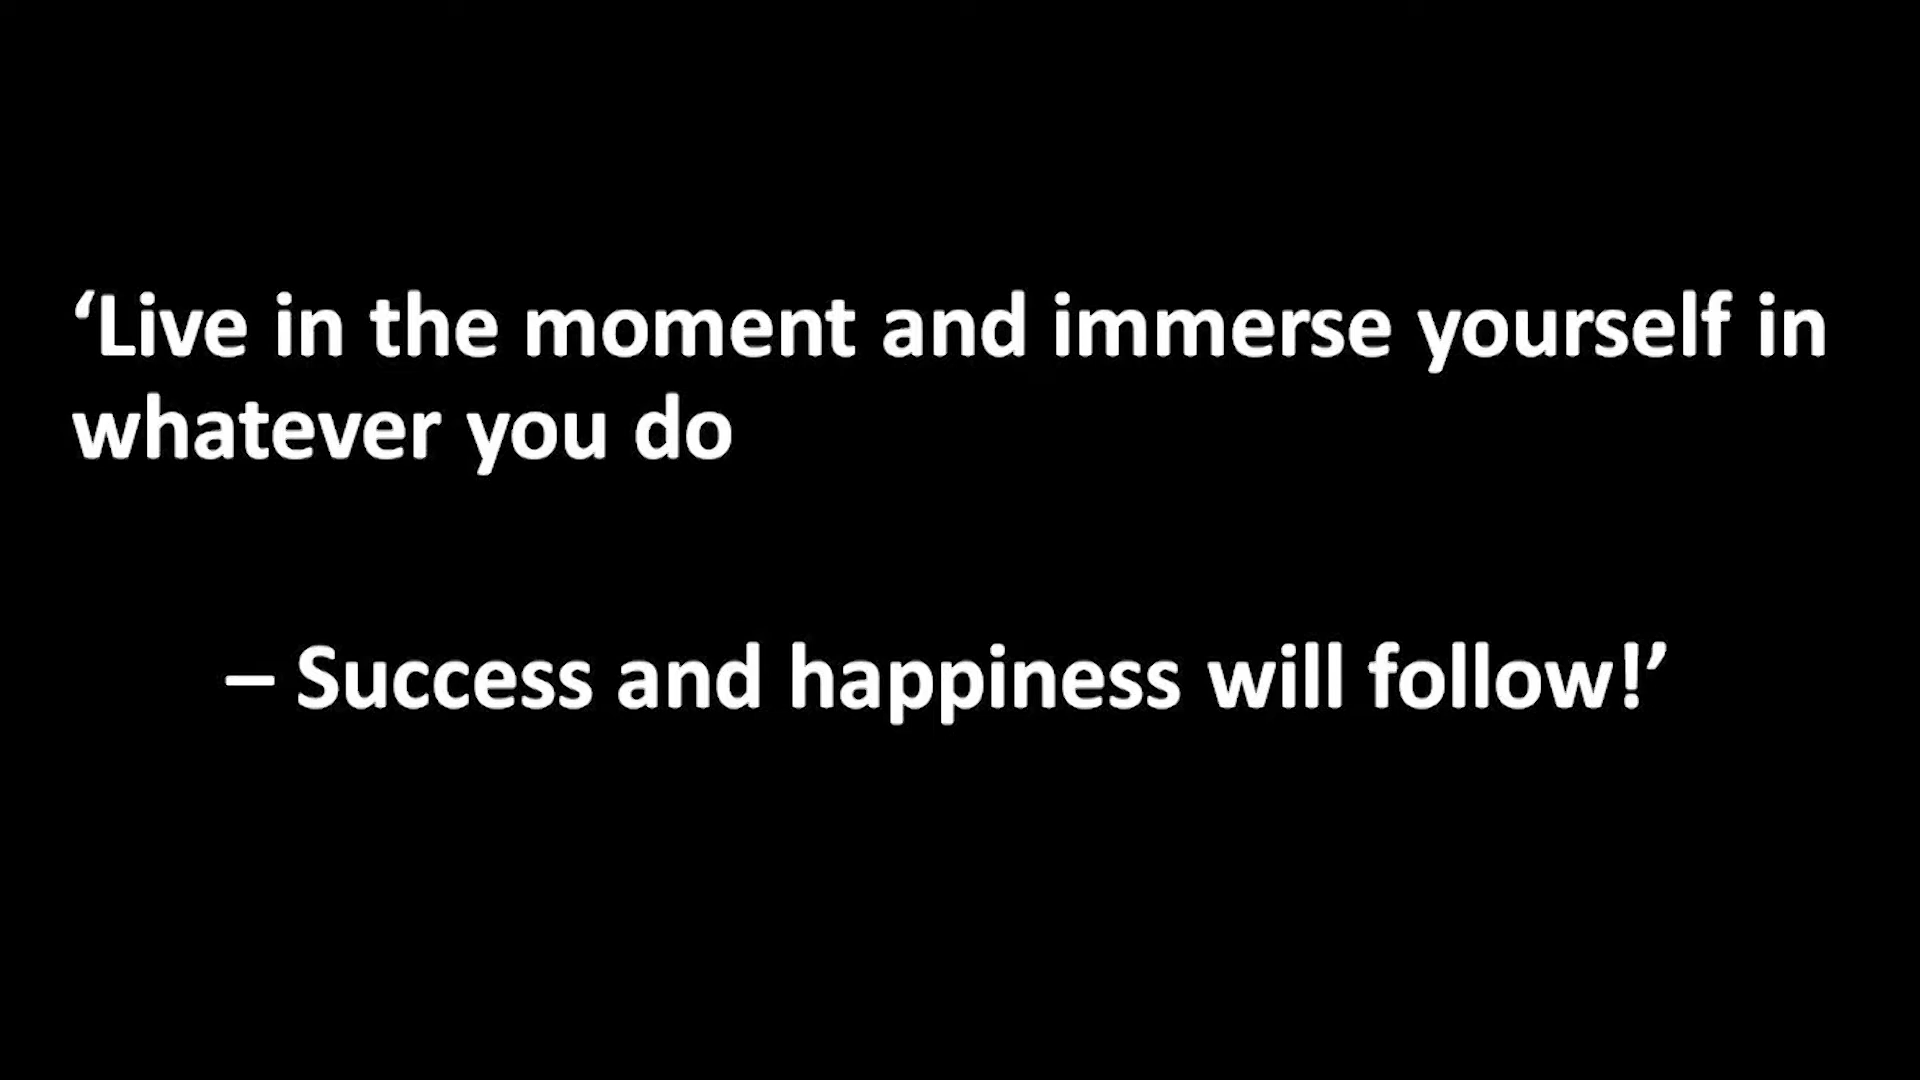 ‘Live in the moment and immerse yourself in
whatever you do
– Success and happiness will follow!’